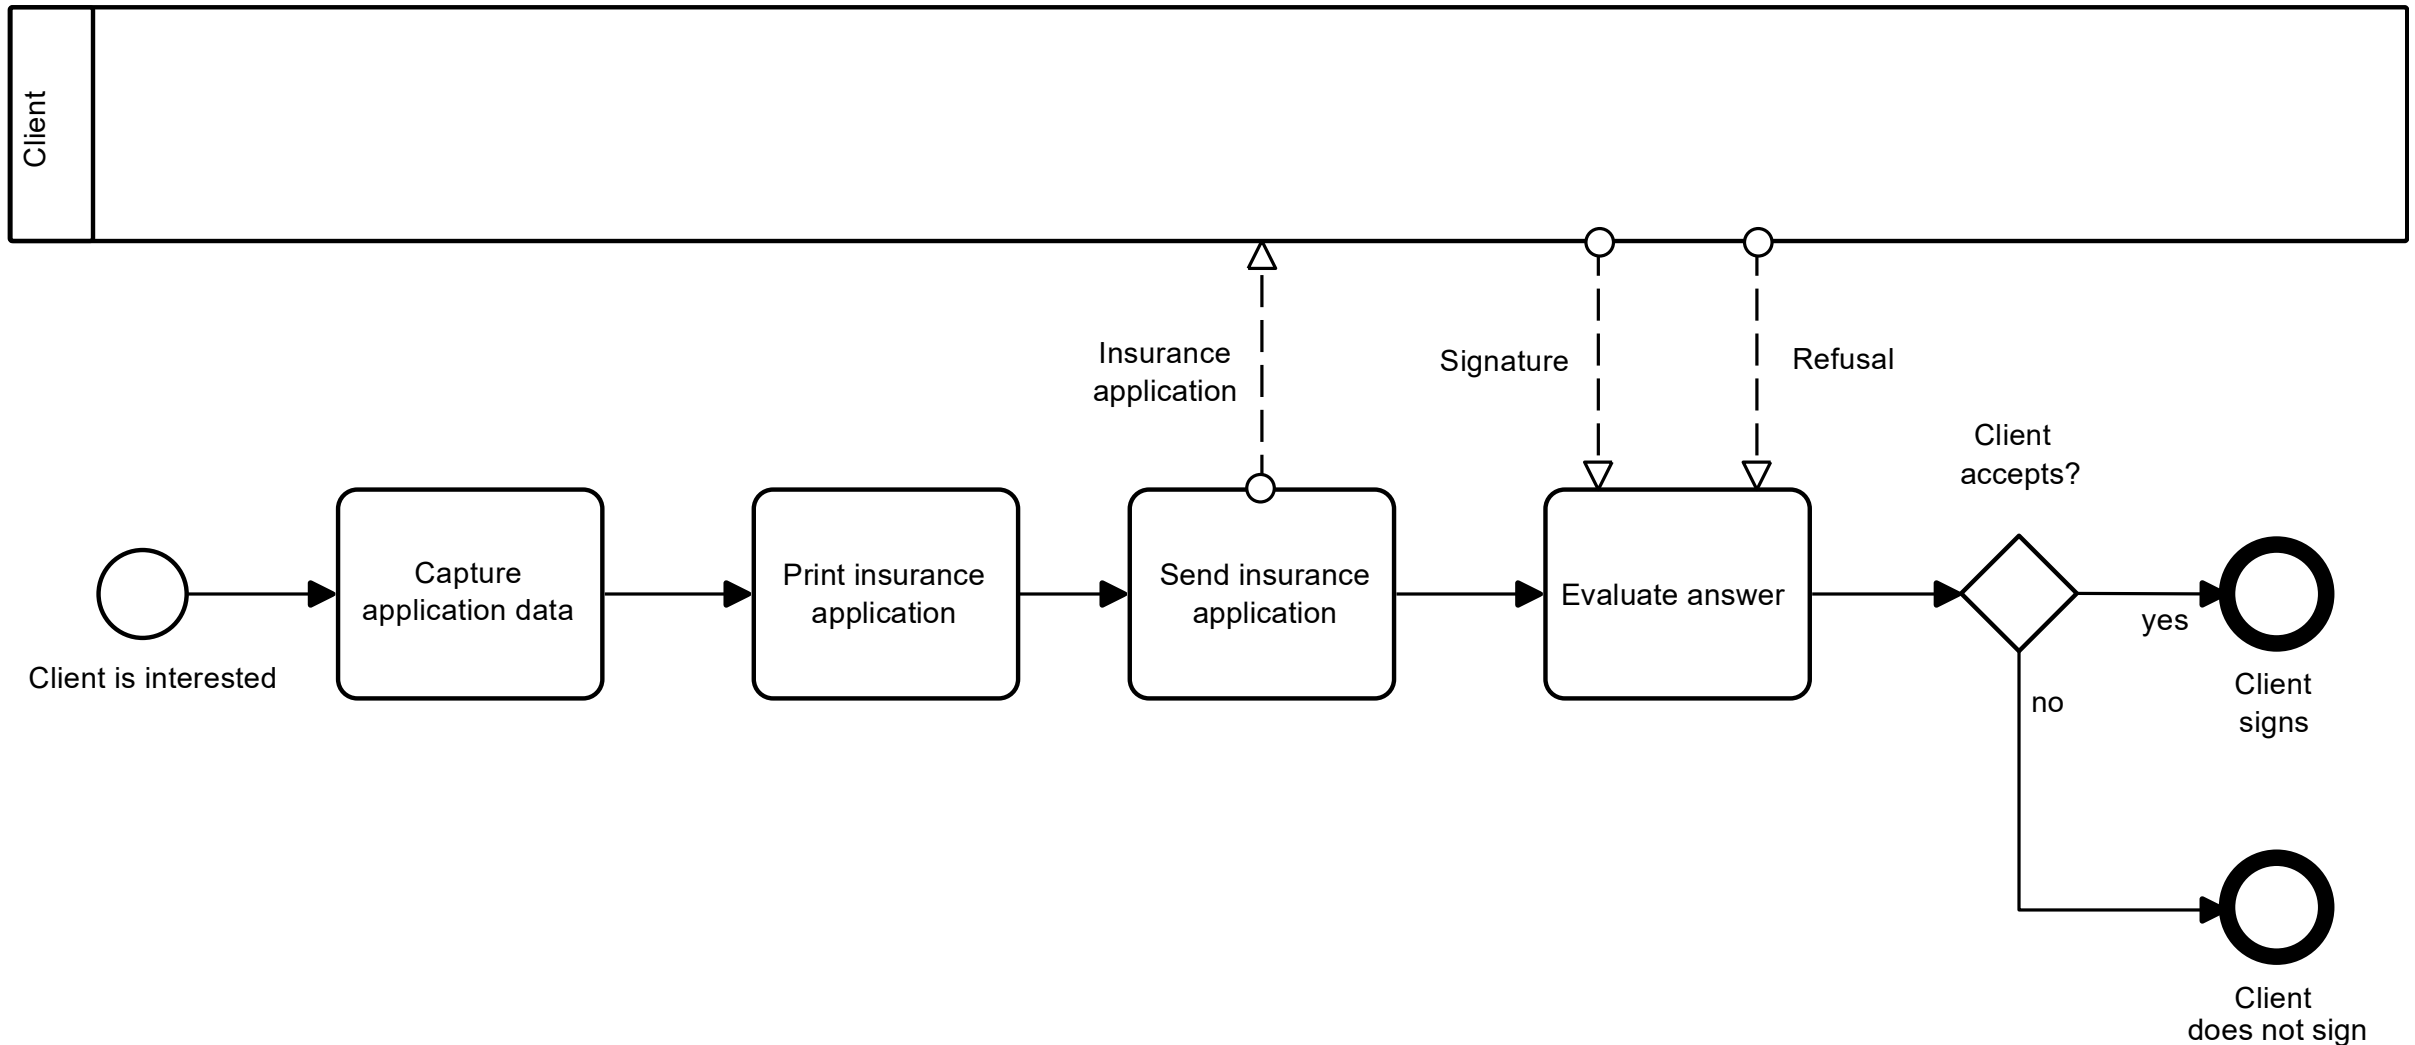 Client
Insurance
application
Signature
Refusal
Client
accepts?
Client is interested
Capture
application data
Print insurance
application
Send insurance
application
Evaluate answer
yes
no
Client
signs
Client
does not sign